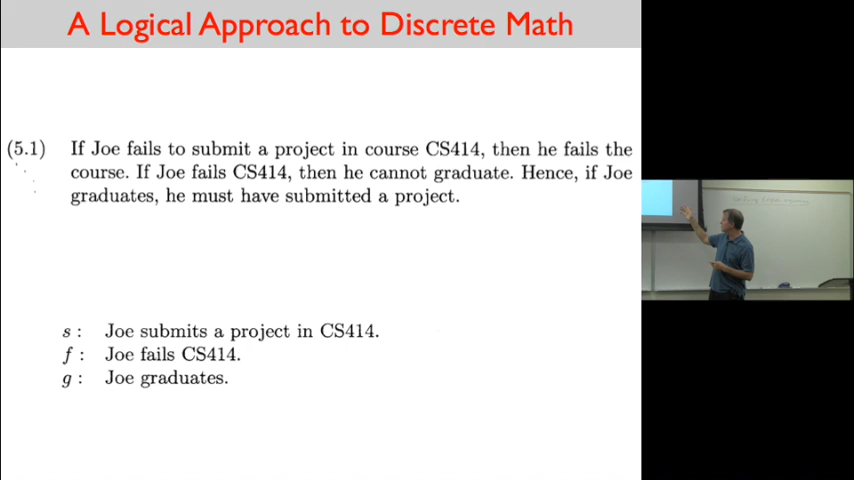 A Logical Approach to Discrete Math
(5.1) If Joe fails to submit a project in course CS414, then he fails the
course. If Joe fails CS414, then he cannot graduate. Hence, if Joe
graduates, he must have submitted a project.
s : Joe submits a project in CS414.
f : Joe fails CS414.
g : Joe graduates.